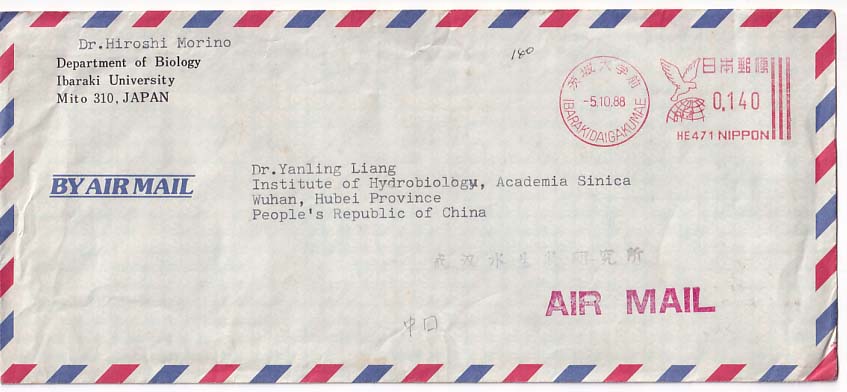 Dr.Hiroshi Morino
Department of Biology
Ibaraki University
Mito 310, JAPAN
180
茨城大学前
-5.10.88
IBARAKIDAIGAKUMAE
日本郵便
0,140
HE471 NIPPON
BY AIR MAIL
Dr.Yanling Liang
Institute of Hydrobiology, Academia Sinica
Wuhan, Hubei Province
People's Republic of China
武汉水生 研究所
AIR MAIL
中口